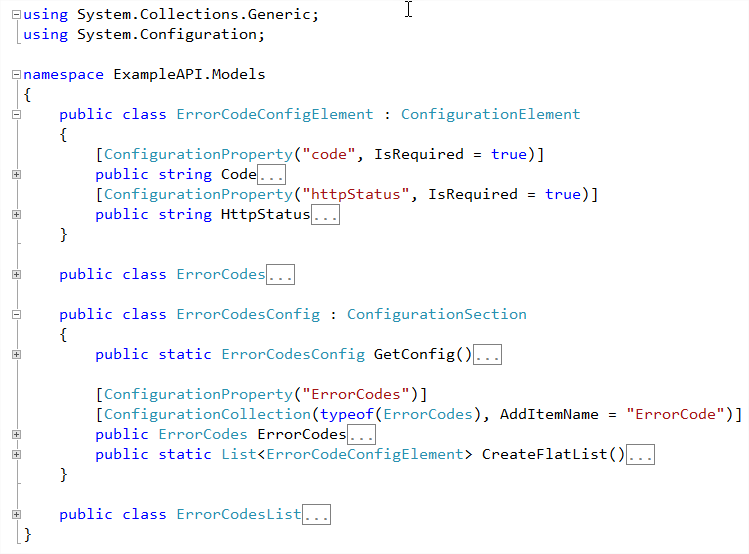 using System.Collections.Generic;
using System.Configuration;
namespace ExampleAPI.Models
{
public class ErrorCodeConfigElement : ConfigurationElement
{
[ConfigurationProperty("code", IsRequired = true)]
public string Code...
[ConfigurationProperty("httpStatus", IsRequired = true)]
public string HttpStatus...
}
public class ErrorCodes...
public class ErrorCodesConfig : ConfigurationSection
{
public static ErrorCodesConfig GetConfig()...
[ConfigurationProperty("ErrorCodes")]
[ConfigurationCollection(typeof(ErrorCodes), AddItemName = "ErrorCode")]
public ErrorCodes ErrorCodes...
public static List<ErrorCodeConfigElement> CreateFlatList()...
}
public class ErrorCodesList...
}